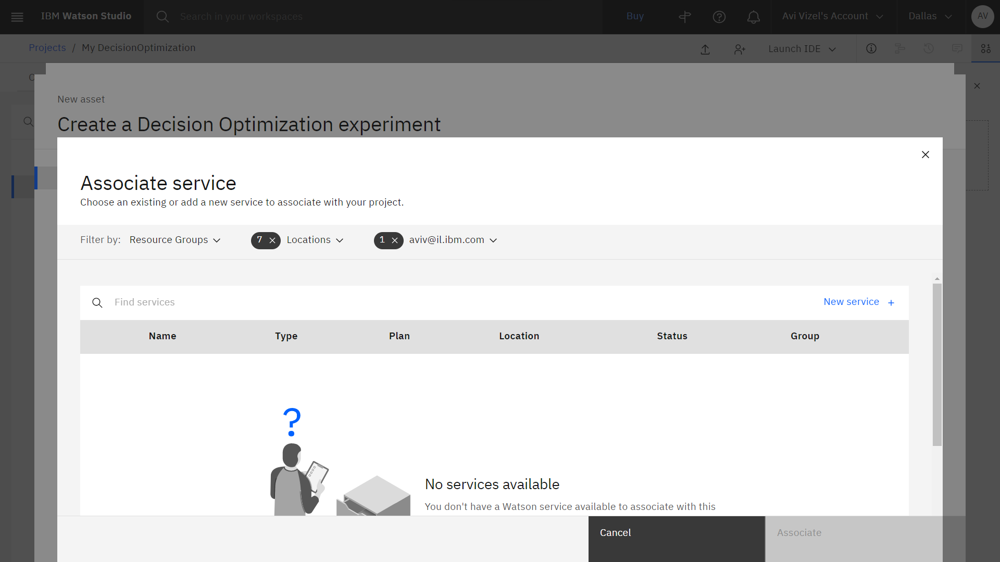 IBM Watson Studio
Search in your workspaces
Buy
Avi Vizel's Account
Dallas
AV
Projects / My DecisionOptimization
Launch IDE
New asset
Create a Decision Optimization experiment
Associate service
Choose an existing or add a new service to associate with your project.
Filter by: Resource Groups 7 Locations 1 aviv@il.ibm.com
Find services
New service +
Name Type Plan Location Status Group
?
No services available
You don't have a Watson service available to associate with this
Cancel
Associate